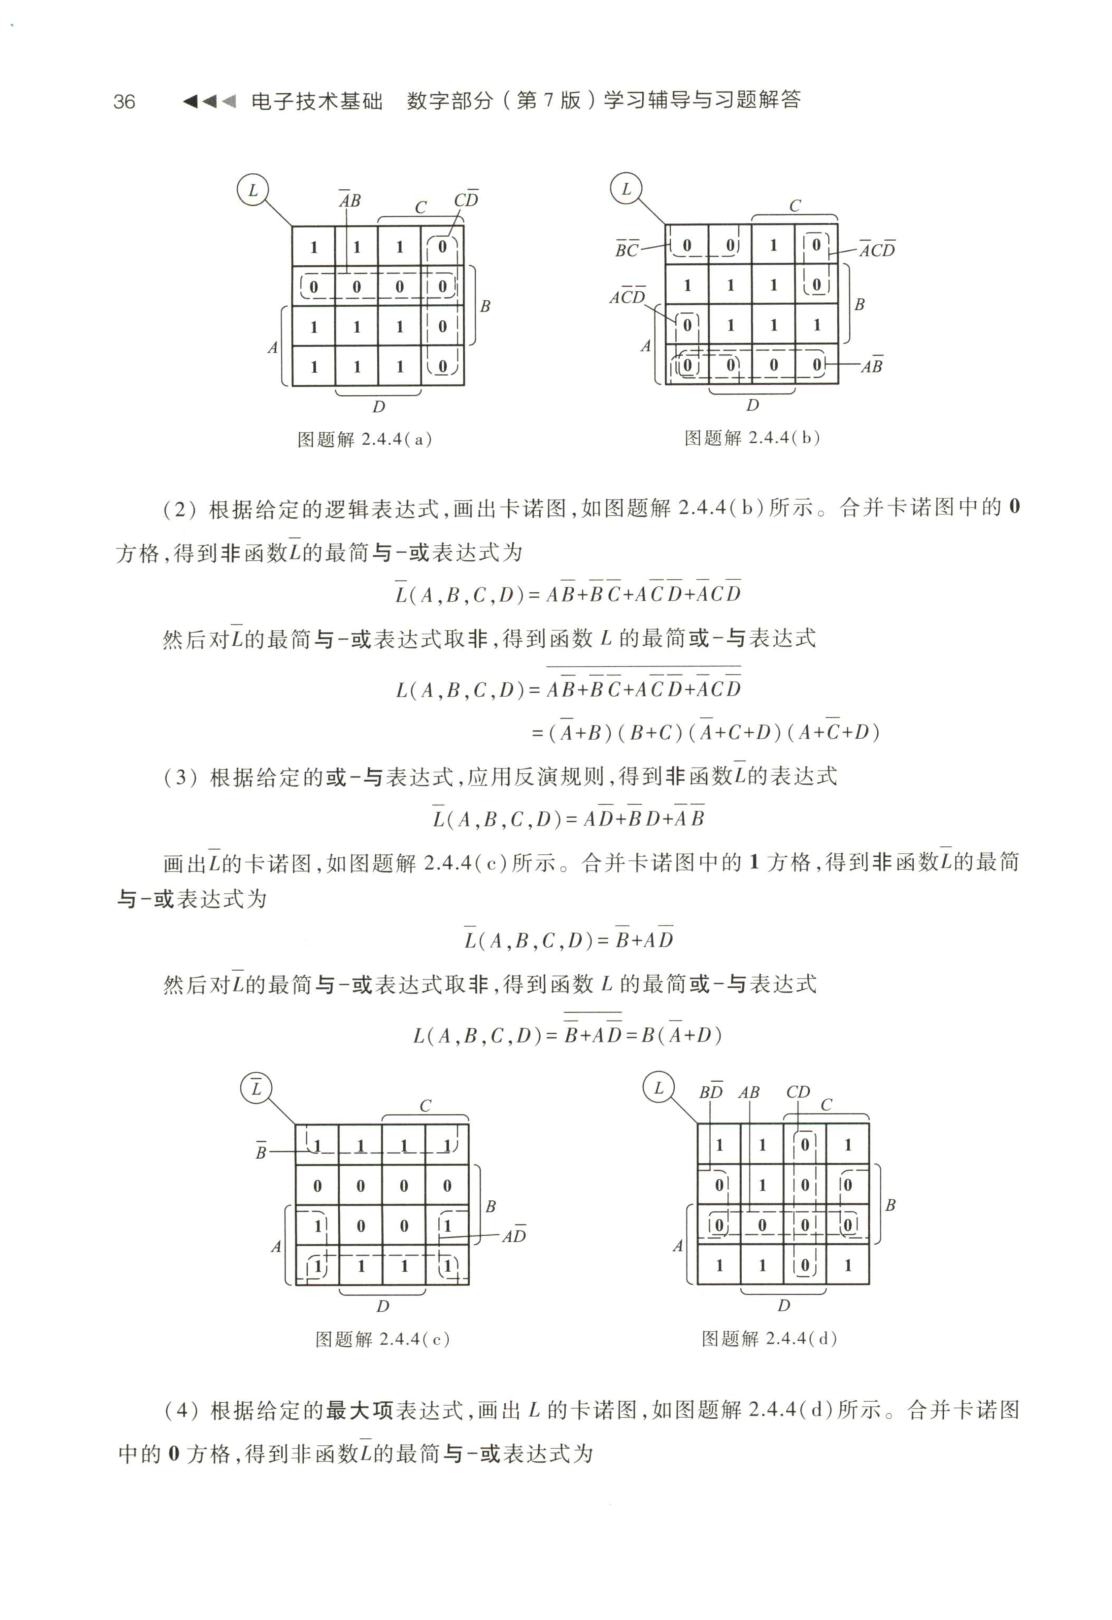 36 ◀◀◀ 电子技术基础 数字部分(第7版)学习辅导与习题解答
L
A̅B
C
CD̅
1 1 1 0
0 0 0 0
B
1 1 1 0
A
1 1 1 0
D
图题解 2.4.4(a)
L
C
B̅C̅
0 0 1 0
A̅CD̅
1 1 1 0
AC̅D̅
B
0 1 1 1
A
0 0 0 0
AB̅
D
图题解 2.4.4(b)
(2) 根据给定的逻辑表达式,画出卡诺图,如图题解 2.4.4(b)所示。合并卡诺图中的 0
方格,得到非函数L̅的最简与-或表达式为
L̅(A,B,C,D)= AB̅+B̅C̅+AC̅D̅+A̅CD̅
然后对L̅的最简与-或表达式取非,得到函数 L 的最简或-与表达式
L(A,B,C,D)= \overline{AB̅+B̅C̅+AC̅D̅+A̅CD̅}
=(A̅+B)(B+C)(A̅+C+D)(A+C̅+D)
(3) 根据给定的或-与表达式,应用反演规则,得到非函数L̅的表达式
L̅(A,B,C,D)= AD̅+B̅D+A̅B̅
画出L̅的卡诺图,如图题解 2.4.4(c)所示。合并卡诺图中的 1 方格,得到非函数L̅的最简
与-或表达式为
L̅(A,B,C,D)= B̅+AD̅
然后对L̅的最简与-或表达式取非,得到函数 L 的最简或-与表达式
L(A,B,C,D)= \overline{B̅+AD̅}=B(A̅+D)
L̅
C
B̅
1 1 1 1
0 0 0 0
B
1 0 0 1
AD̅
A
1 1 1 1
D
图题解 2.4.4(c)
L
BD̅ AB CD
C
1 1 0 1
0 1 0 0
B
0 0 0 0
A
1 1 0 1
D
图题解 2.4.4(d)
(4) 根据给定的最大项表达式,画出 L 的卡诺图,如图题解 2.4.4(d)所示。合并卡诺图
中的 0 方格,得到非函数L̅的最简与-或表达式为